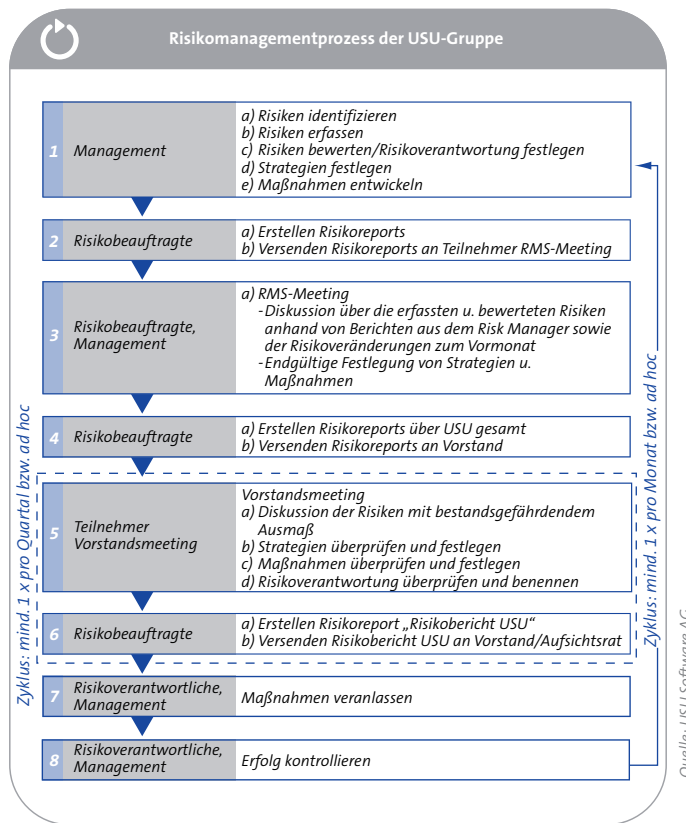 Risikomanagementprozess der USU-Gruppe
1 Management
a) Risiken identifizieren
b) Risiken erfassen
c) Risiken bewerten/Risikoverantwortung festlegen
d) Strategien festlegen
e) Maßnahmen entwickeln
2 Risikobeauftragte
a) Erstellen Risikoreports
b) Versenden Risikoreports an Teilnehmer RMS-Meeting
3 Risikobeauftragte,
Management
a) RMS-Meeting
-Diskussion über die erfassten u. bewerteten Risiken
anhand von Berichten aus dem Risk Manager sowie
der Risikoveränderungen zum Vormonat
-Endgültige Festlegung von Strategien u.
Maßnahmen
4 Risikobeauftragte
a) Erstellen Risikoreports über USU gesamt
b) Versenden Risikoreports an Vorstand
5 Teilnehmer
Vorstandsmeeting
Vorstandsmeeting
a) Diskussion der Risiken mit bestandsgefährdendem
Ausmaß
b) Strategien überprüfen und festlegen
c) Maßnahmen überprüfen und festlegen
d) Risikoverantwortung überprüfen und benennen
6 Risikobeauftragte
a) Erstellen Risikoreport „Risikobericht USU“
b) Versenden Risikobericht USU an Vorstand/Aufsichtsrat
7 Risikoverantwortliche,
Management
Maßnahmen veranlassen
8 Risikoverantwortliche,
Management
Erfolg kontrollieren
Zyklus: mind. 1 x pro Quartal bzw. ad hoc
Zyklus: mind. 1 x pro Monat bzw. ad hoc
Quelle: USU Software AG